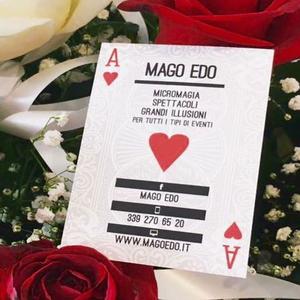 A
MAGO EDO
MICROMAGIA
SPETTACOLI
GRANDI ILLUSIONI
PER TUTTI I TIPI DI EVENTI
MAGO EDO
339 270 65 20
WWW.MAGOEDO.IT
A